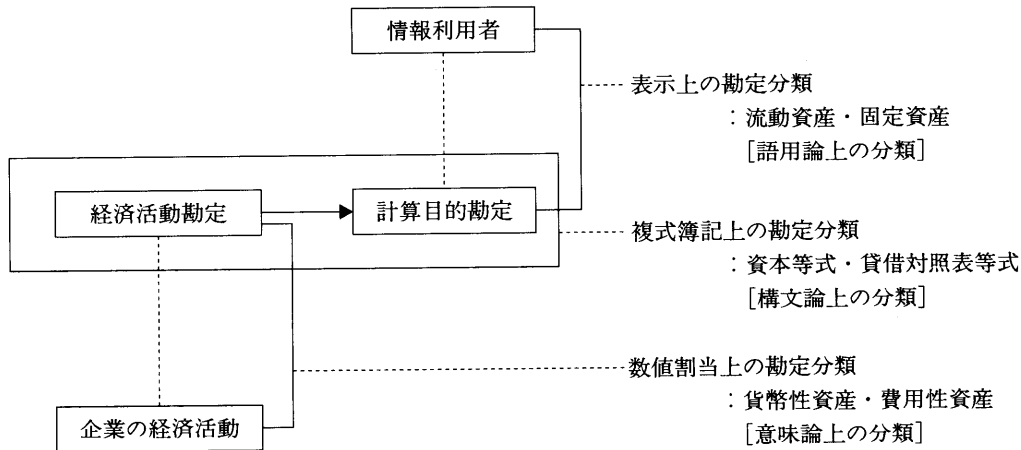 情報利用者
表示上の勘定分類
：流動資産・固定資産
［語用論上の分類］
経済活動勘定
計算目的勘定
複式簿記上の勘定分類
：資本等式・貸借対照表等式
［構文論上の分類］
数値割当上の勘定分類
：貨幣性資産・費用性資産
［意味論上の分類］
企業の経済活動